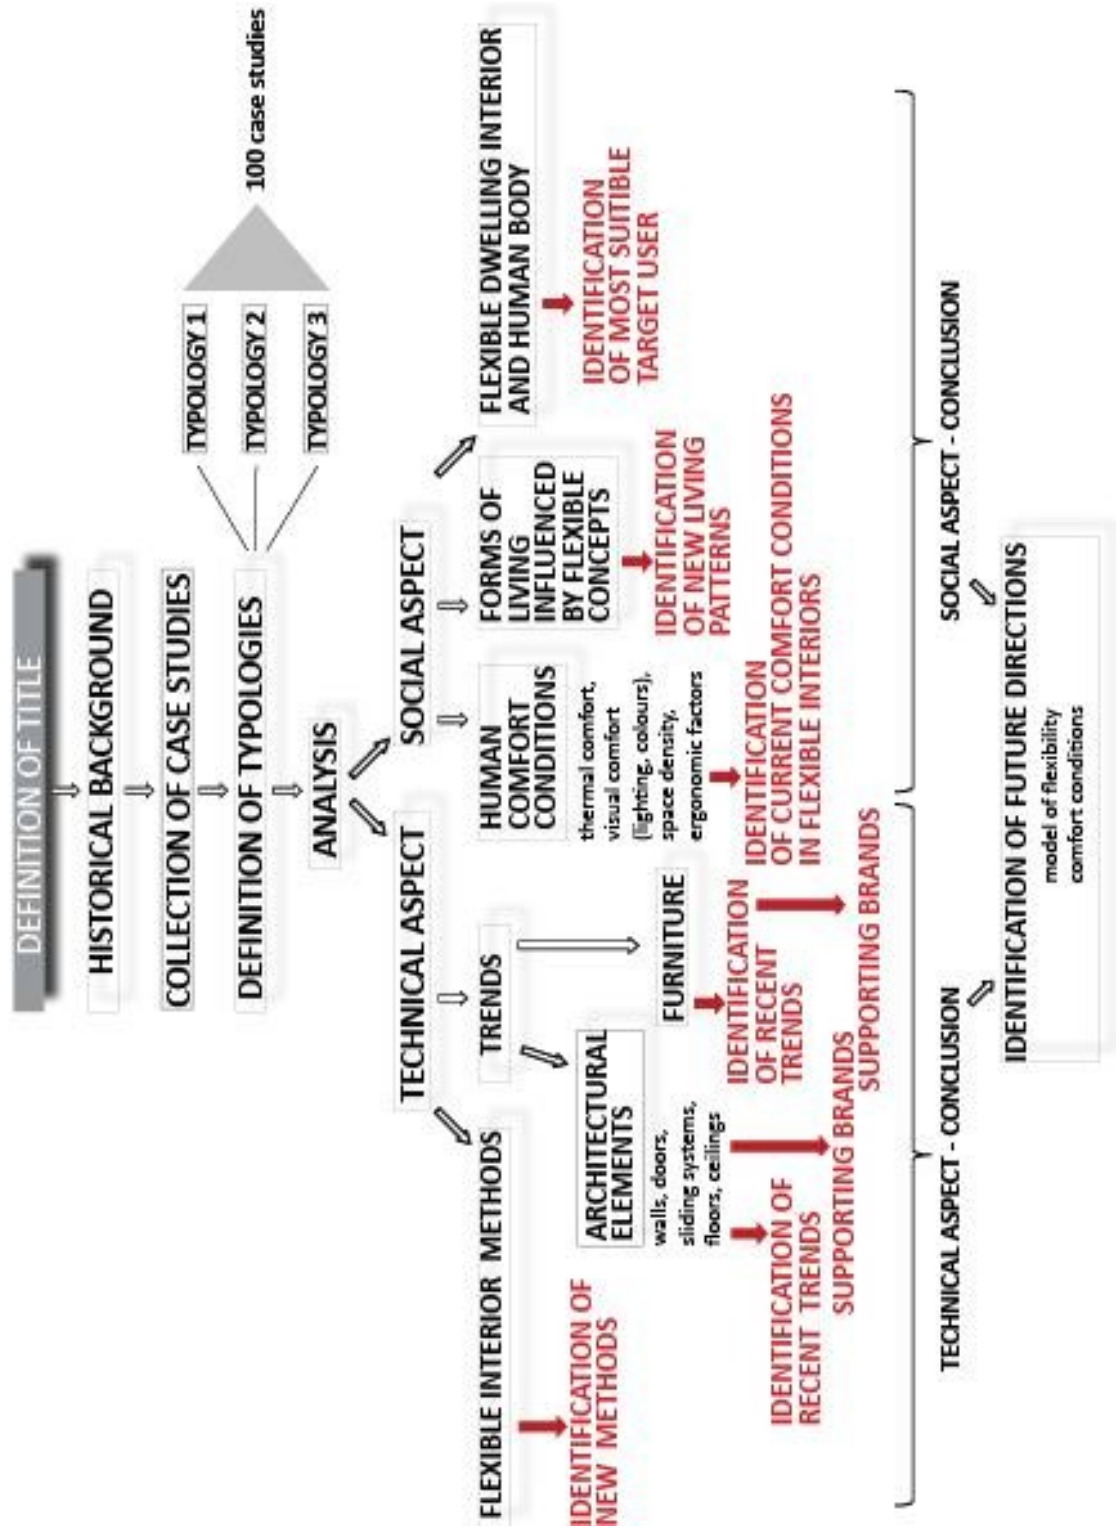 DEFINITION OF TITLE
HISTORICAL BACKGROUND
COLLECTION OF CASE STUDIES
DEFINITION OF TYPOLOGIES
TYPOLOGY 1
TYPOLOGY 2
TYPOLOGY 3
100 case studies
ANALYSIS
TECHNICAL ASPECT
SOCIAL ASPECT
FLEXIBLE INTERIOR METHODS
IDENTIFICATION OF
NEW METHODS
TRENDS
ARCHITECTURAL
ELEMENTS
walls, doors,
sliding systems,
floors, ceilings
IDENTIFICATION OF
RECENT TRENDS
SUPPORTING BRANDS
FURNITURE
IDENTIFICATION
OF RECENT
TRENDS
SUPPORTING BRANDS
HUMAN
COMFORT
CONDITIONS
thermal comfort,
visual comfort
(lighting, colours),
space density,
ergonomic factors
IDENTIFICATION
OF CURRENT COMFORT CONDITIONS
IN FLEXIBLE INTERIORS
FORMS OF
LIVING
INFLUENCED
BY FLEXIBLE
CONCEPTS
IDENTIFICATION
OF NEW LIVING
PATTERNS
FLEXIBLE DWELLING INTERIOR
AND HUMAN BODY
IDENTIFICATION
OF MOST SUITIBLE
TARGET USER
TECHNICAL ASPECT - CONCLUSION
SOCIAL ASPECT - CONCLUSION
IDENTIFICATION OF FUTURE DIRECTIONS
model of flexibility
comfort conditions